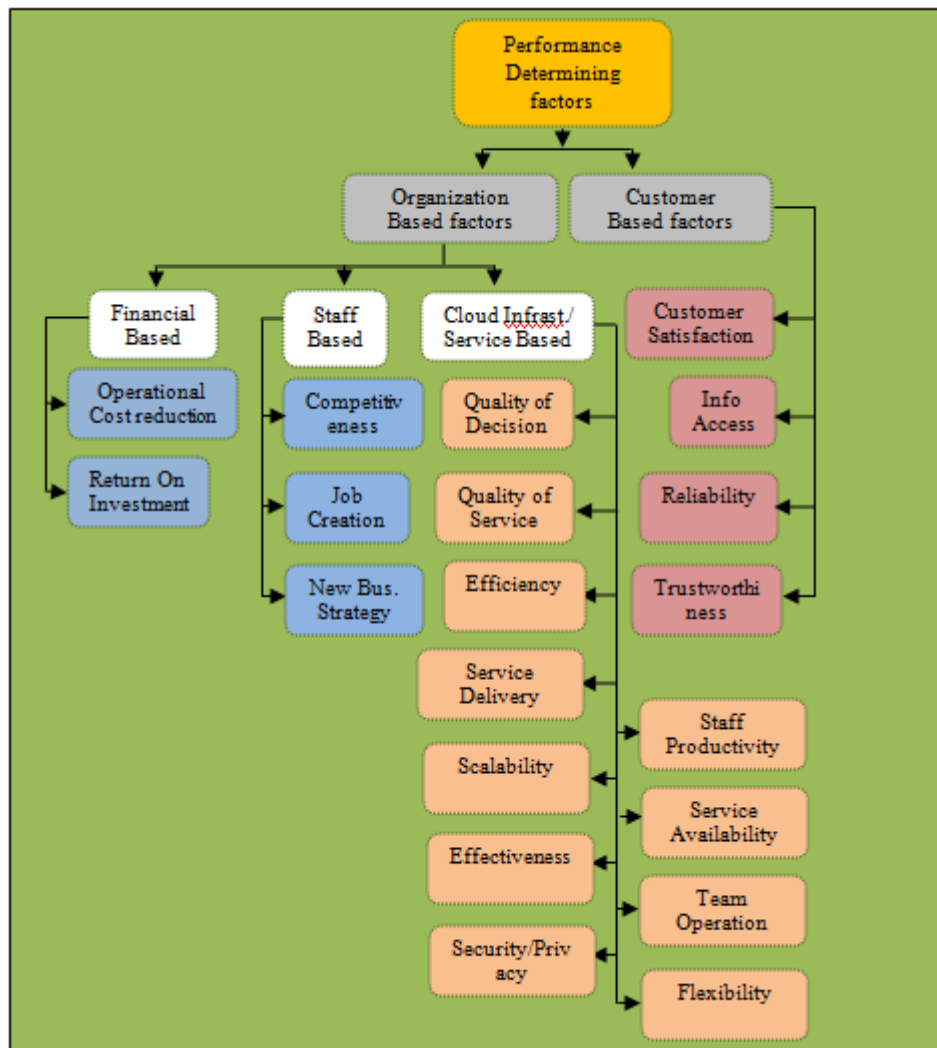 Performance
Determining
factors
Organization
Based factors
Customer
Based factors
Financial
Based
Staff
Based
Cloud Infrast./
Service Based
Customer
Satisfaction
Operational
Cost reduction
Competitiv
eness
Quality of
Decision
Info
Access
Return On
Investment
Job
Creation
Quality of
Service
Reliability
New Bus.
Strategy
Efficiency
Trustworthi
ness
Service
Delivery
Staff
Productivity
Scalability
Service
Availability
Effectiveness
Team
Operation
Security/Priv
acy
Flexibility